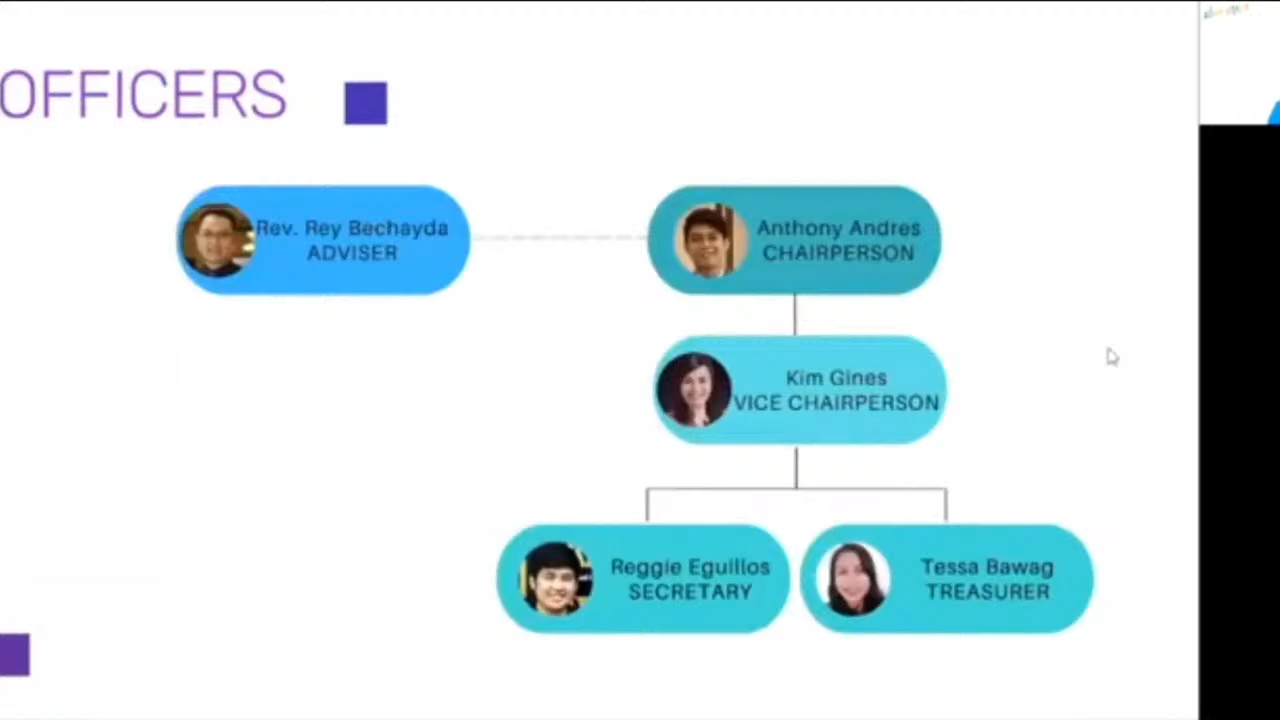 OFFICERS
Rev. Rey Bechayda
ADVISER
Anthony Andres
CHAIRPERSON
Kim Gines
VICE CHAIRPERSON
Reggie Eguillos
SECRETARY
Tessa Bawag
TREASURER